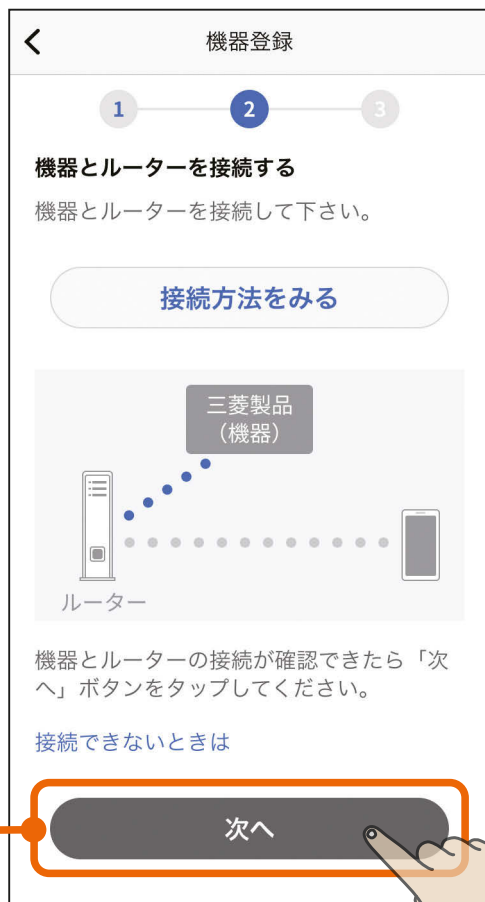 機器登録
1 2 3
機器とルーターを接続する
機器とルーターを接続して下さい。
接続方法をみる
三菱製品
（機器）
ルーター
機器とルーターの接続が確認できたら「次
へ」ボタンをタップしてください。
接続できないときは
次へ